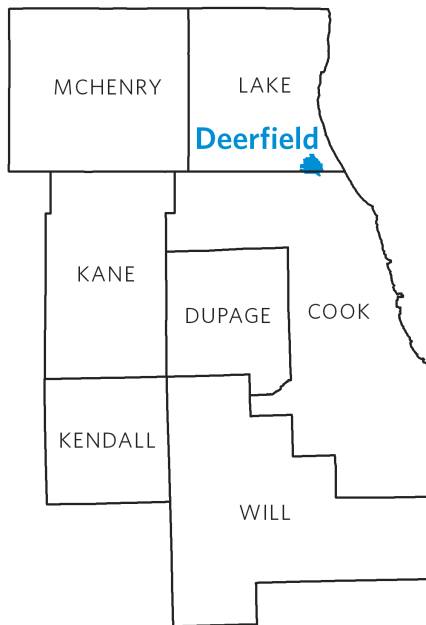 MCHENRY
LAKE
Deerfield
KANE
DUPAGE
COOK
KENDALL
WILL